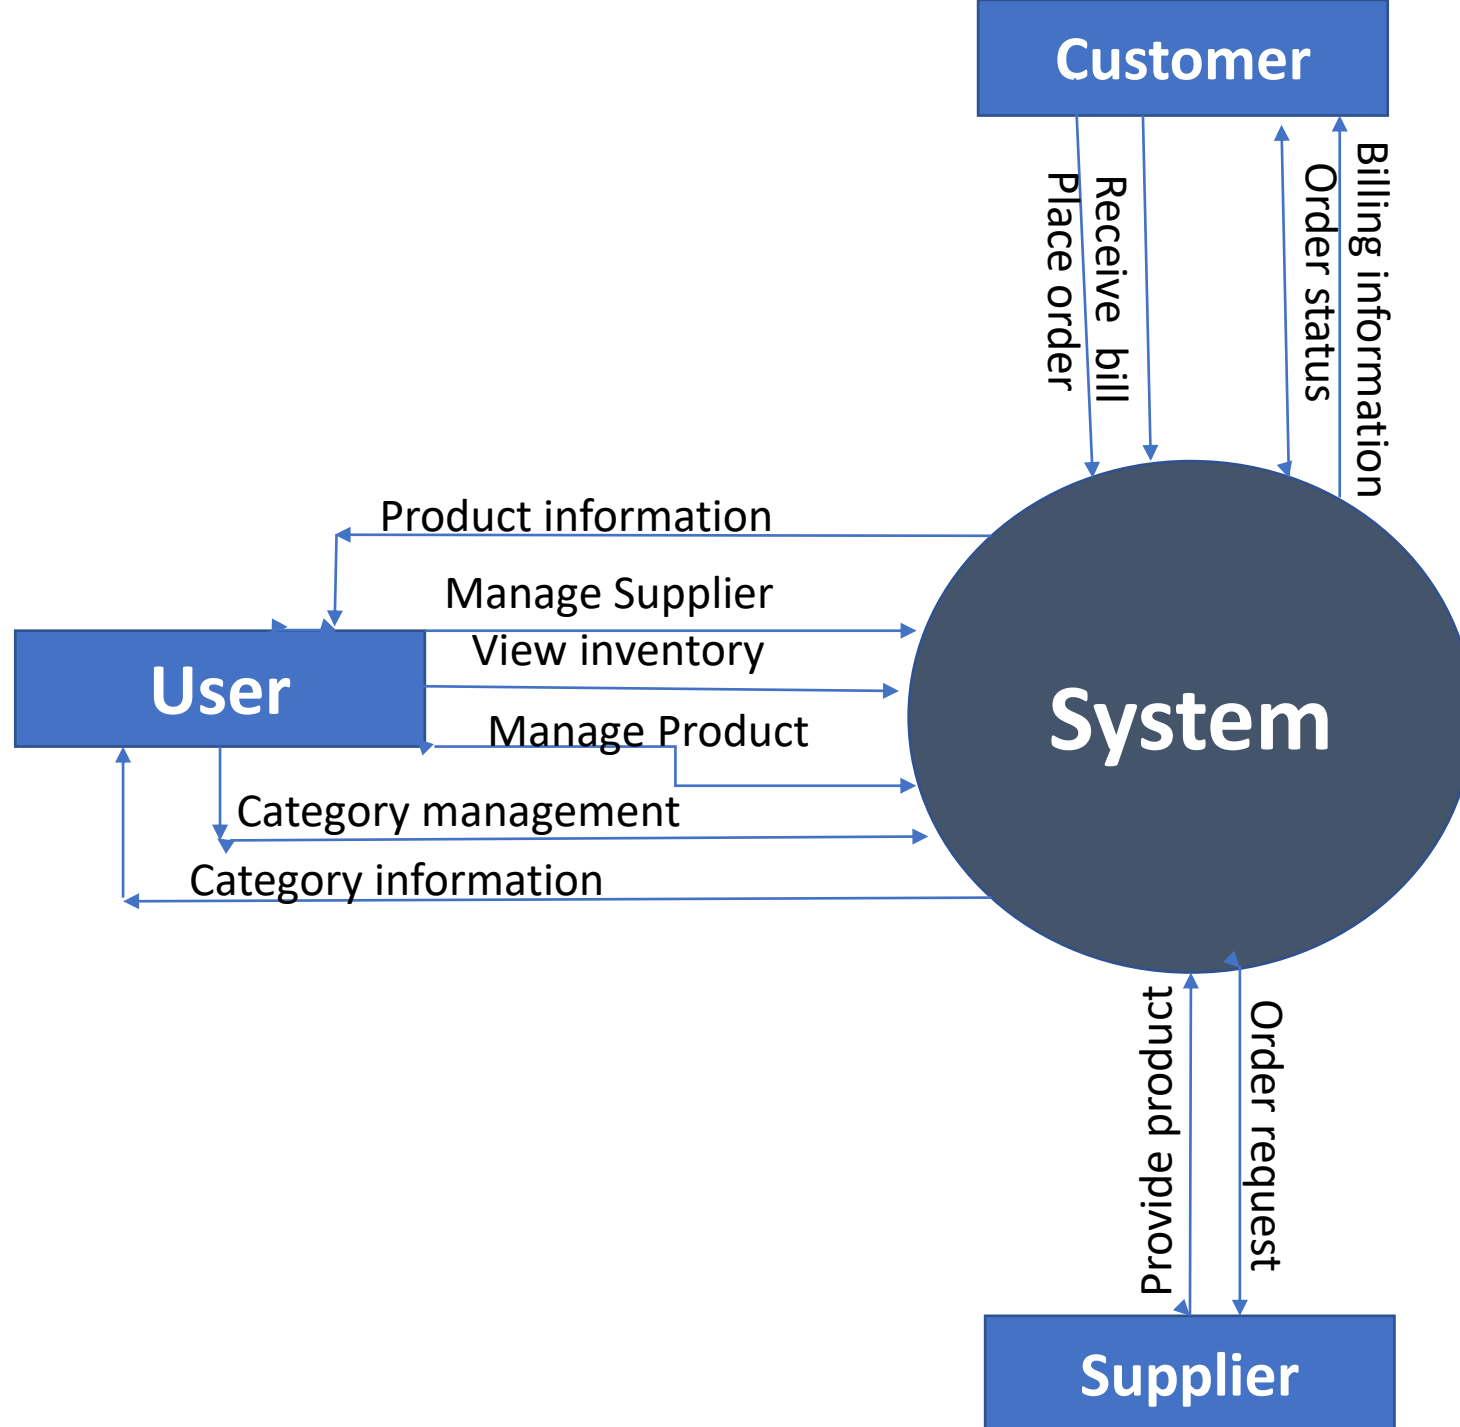 Customer
Place order
Receive bill
Order status
Billing information
Product information
Manage Supplier
View inventory
User
System
Manage Product
Category management
Category information
Provide product
Order request
Supplier